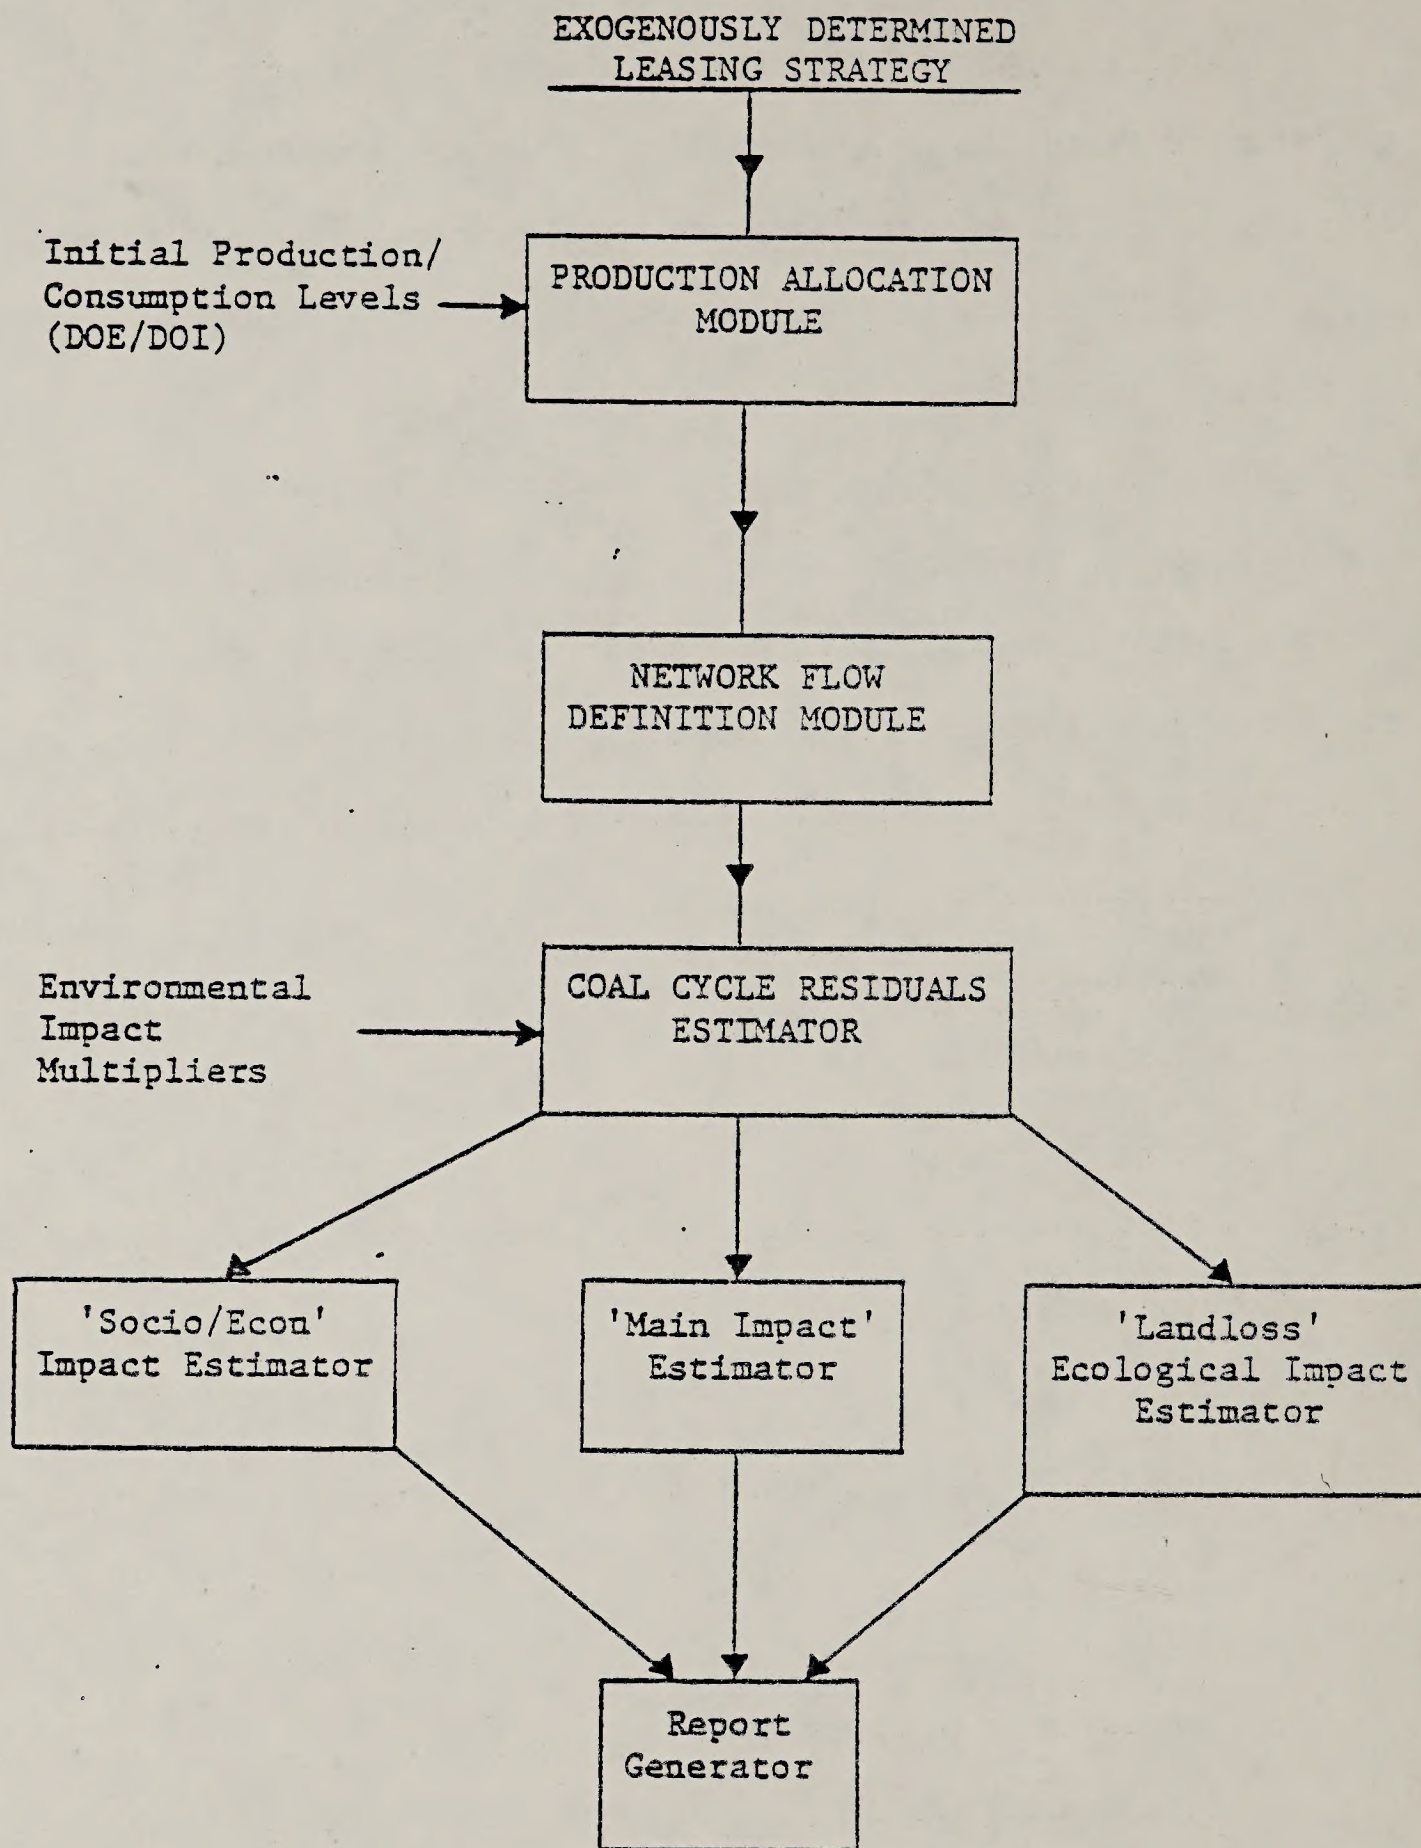 EXOGENOUSLY DETERMINED
LEASING STRATEGY
Initial Production/
Consumption Levels
(DOE/DOI)
PRODUCTION ALLOCATION
MODULE
NETWORK FLOW
DEFINITION MODULE
Environmental
Impact
Multipliers
COAL CYCLE RESIDUALS
ESTIMATOR
'Socio/Econ'
Impact Estimator
'Main Impact'
Estimator
'Landloss'
Ecological Impact
Estimator
Report
Generator